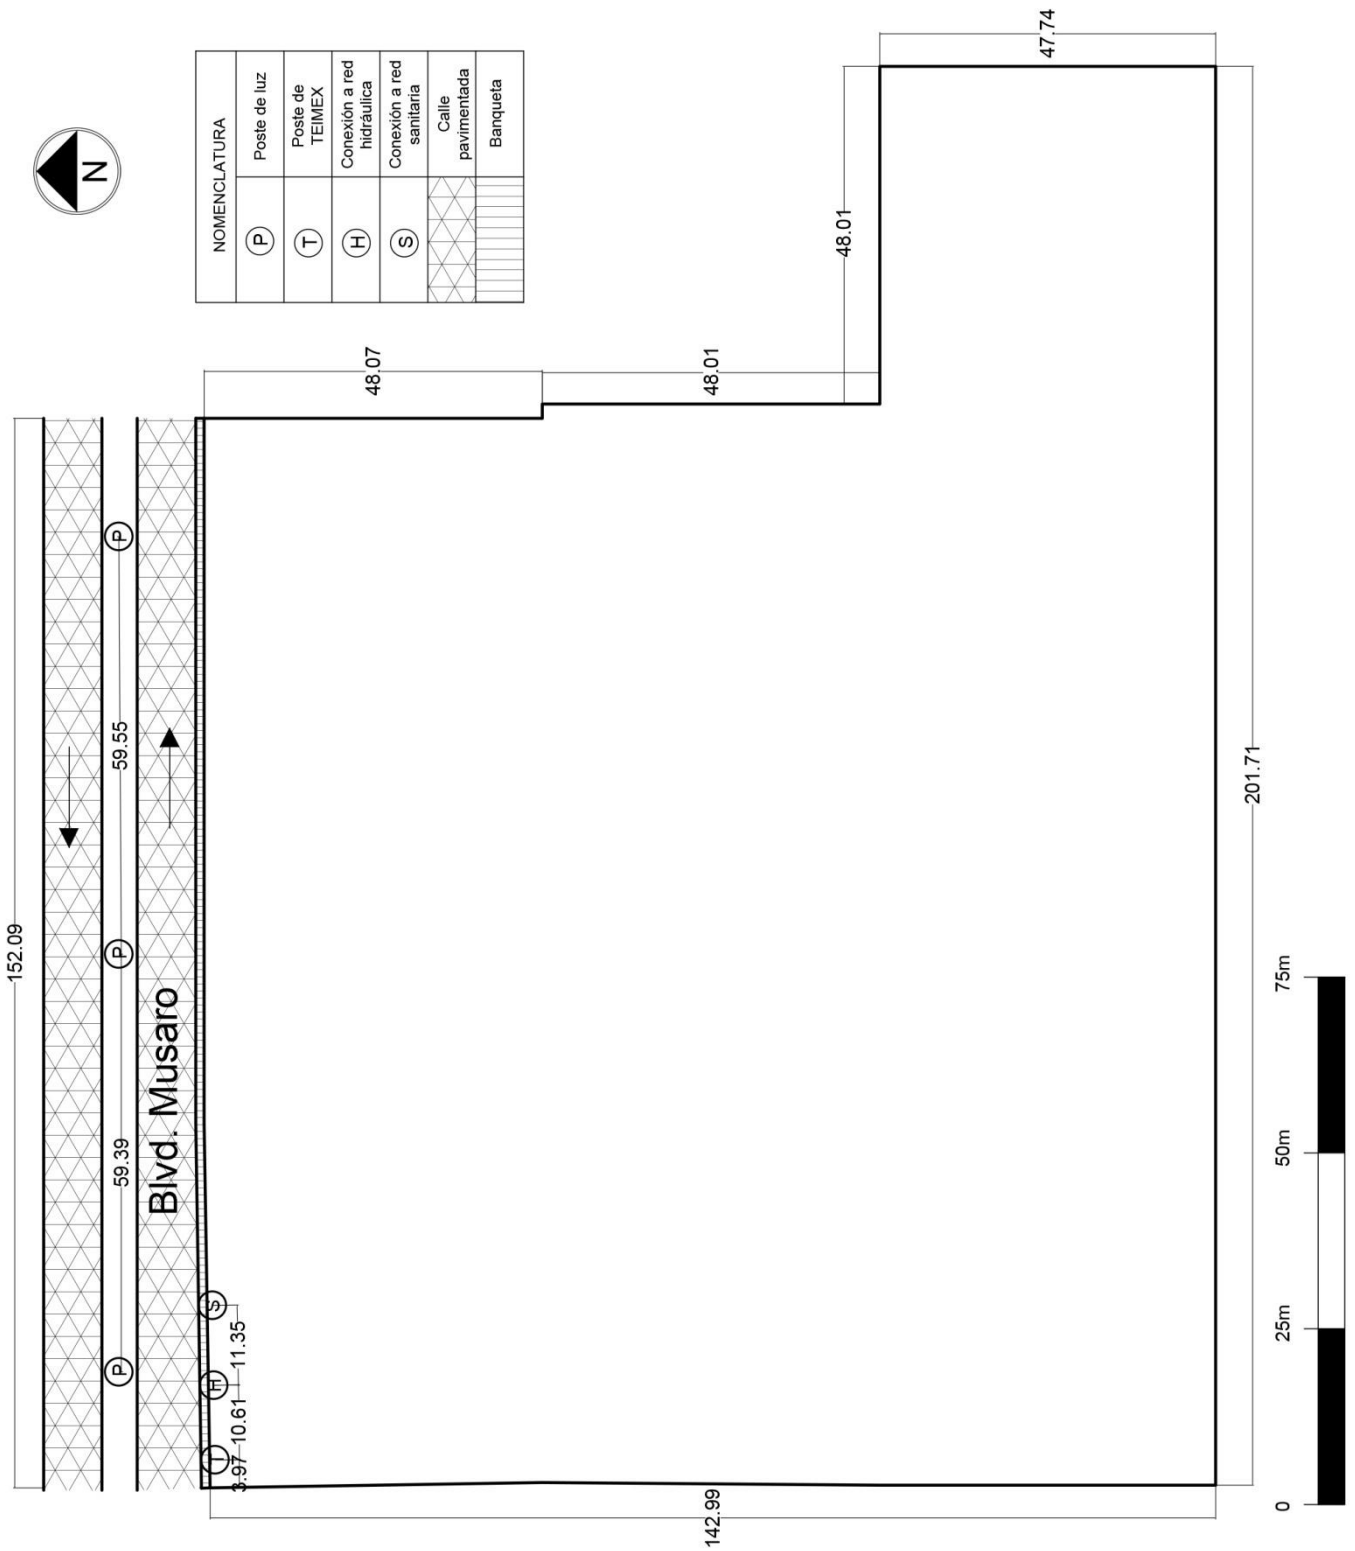 N
NOMENCLATURA
P
Poste de luz
T
Poste de
TEIMEX
H
Conexión a red
hidráulica
S
Conexión a red
sanitaria
Calle
pavimentada
Banqueta
152.09
P
59.39
P
59.55
P
Blvd. Musaro
T
H
S
3.97
10.61
11.35
48.07
48.01
48.01
47.74
142.99
201.71
0
25m
50m
75m